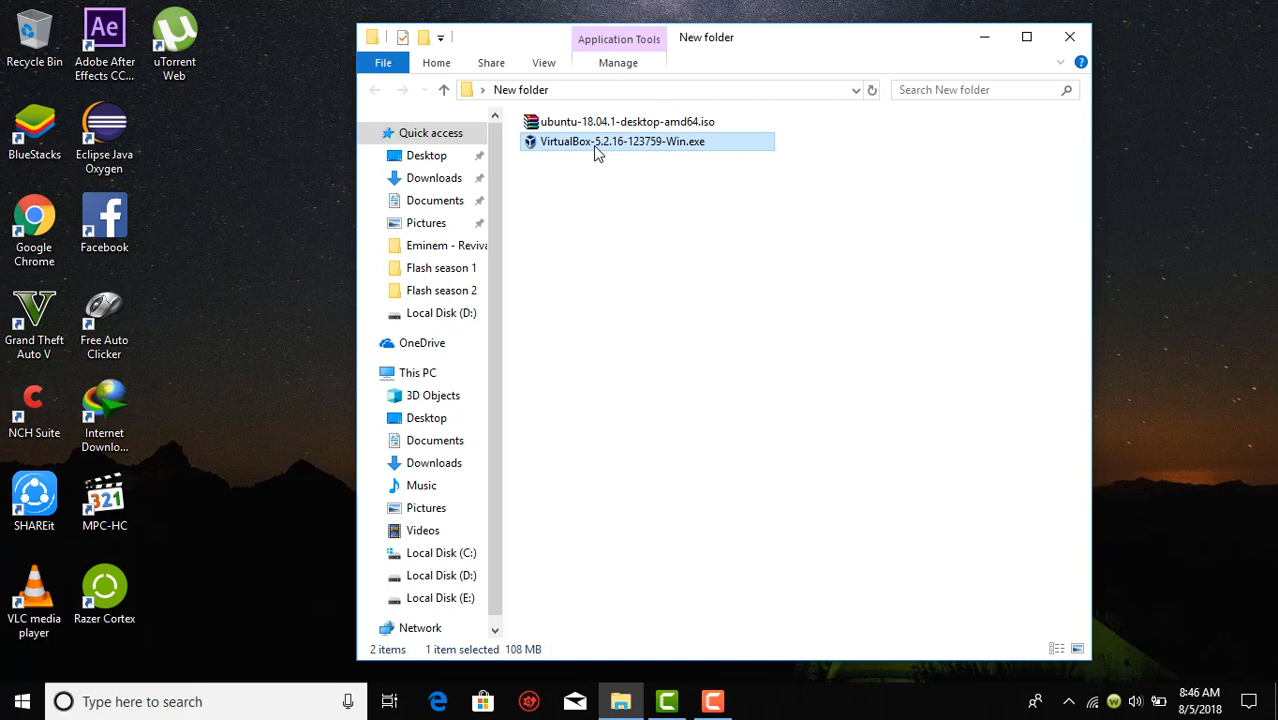 Recycle Bin
Adobe After
Effects CC...
uTorrent
Web
BlueStacks
Eclipse Java
Oxygen
Google
Chrome
Facebook
Grand Theft
Auto V
Free Auto
Clicker
NCH Suite
Internet
Downlo...
SHAREit
MPC-HC
VLC media
player
Razer Cortex
Application Tools
New folder
File
Home
Share
View
Manage
New folder
Search New folder
Quick access
Desktop
Downloads
Documents
Pictures
Eminem - Reviva
Flash season 1
Flash season 2
Local Disk (D:)
OneDrive
This PC
3D Objects
Desktop
Documents
Downloads
Music
Pictures
Videos
Local Disk (C:)
Local Disk (D:)
Local Disk (E:)
Network
ubuntu-18.04.1-desktop-amd64.iso
VirtualBox-5.2.16-123759-Win.exe
2 items
1 item selected 108 MB
Type here to search
8:46 AM
8/5/2018